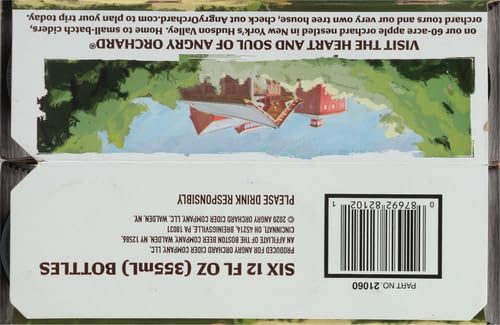 PART NO. 21060
0 87692 82102 1
SIX 12 FL OZ (355mL) BOTTLES
PRODUCED FOR ANGRY ORCHARD CIDER COMPANY, LLC.
AN AFFILIATE OF THE BOSTON BEER COMPANY, WALDEN, NY 12586,
CINCINNATI, OH 45214, BREINIGSVILLE, PA 18031
© 2020 ANGRY ORCHARD CIDER COMPANY, LLC, WALDEN, NY.
PLEASE DRINK RESPONSIBLY
VISIT THE HEART AND SOUL OF ANGRY ORCHARD®
on our 60-acre apple orchard nestled in New York's Hudson Valley. Home to small-batch ciders,
orchard tours and our very own tree house, check out AngryOrchard.com to plan your trip today.